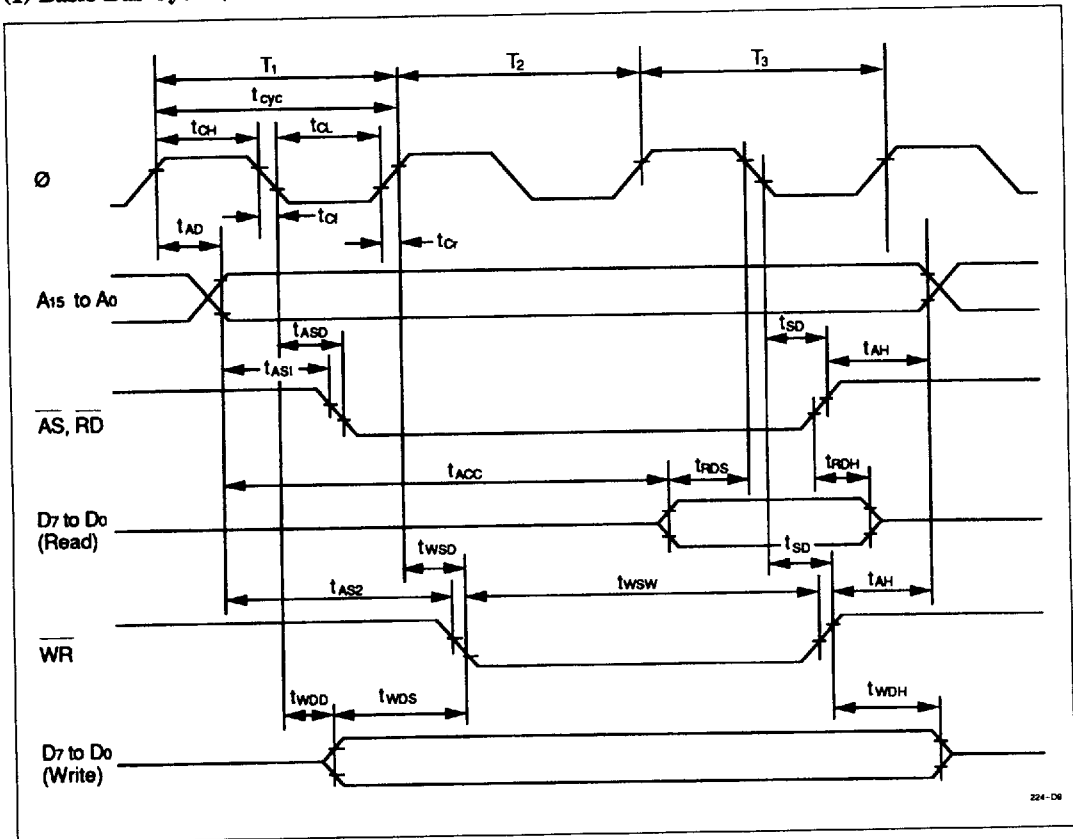 T1 T2 T3
tcyc
tCH tCL
Ø
tCf
tAD tCr
A15 to A0
tASD tSD
tAS1 tAH
AS, RD
tACC tRDS tRDH
D7 to D0
(Read)
tWSD tSD
tAS2 tWSW tAH
WR
tWDD tWDS tWDH
D7 to D0
(Write)
224-D8